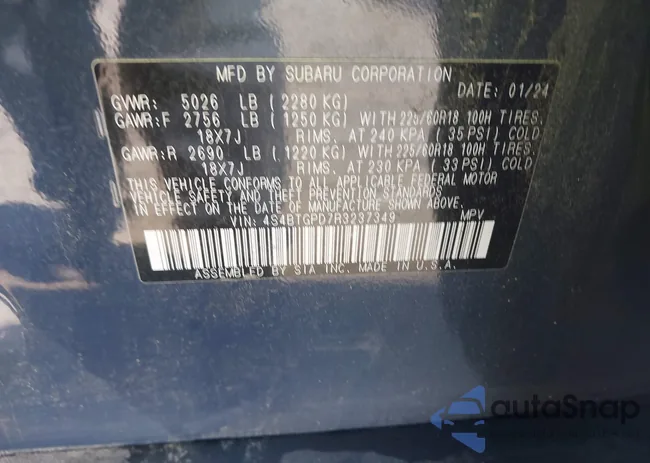 MFD BY SUBARU CORPORATION
DATE: 01/24
GVWR: 5026 LB (2280 KG)
GAWR:F 2756 LB (1250 KG) WITH 225/60R18 100H TIRES,
18X7J RIMS, AT 240 KPA (35 PSI) COLD
GAWR:R 2690 LB (1220 KG) WITH 225/60R18 100H TIRES,
18X7J RIMS, AT 230 KPA (33 PSI) COLD
THIS VEHICLE CONFORMS TO ALL APPLICABLE FEDERAL MOTOR
VEHICLE SAFETY AND THEFT PREVENTION STANDARDS IN
EFFECT ON THE DATE OF MANUFACTURE SHOWN ABOVE.
VIN: 4S4BTGPD7R3237349 MPV
ASSEMBLED BY SIA INC. MADE IN U.S.A.
autoSnap